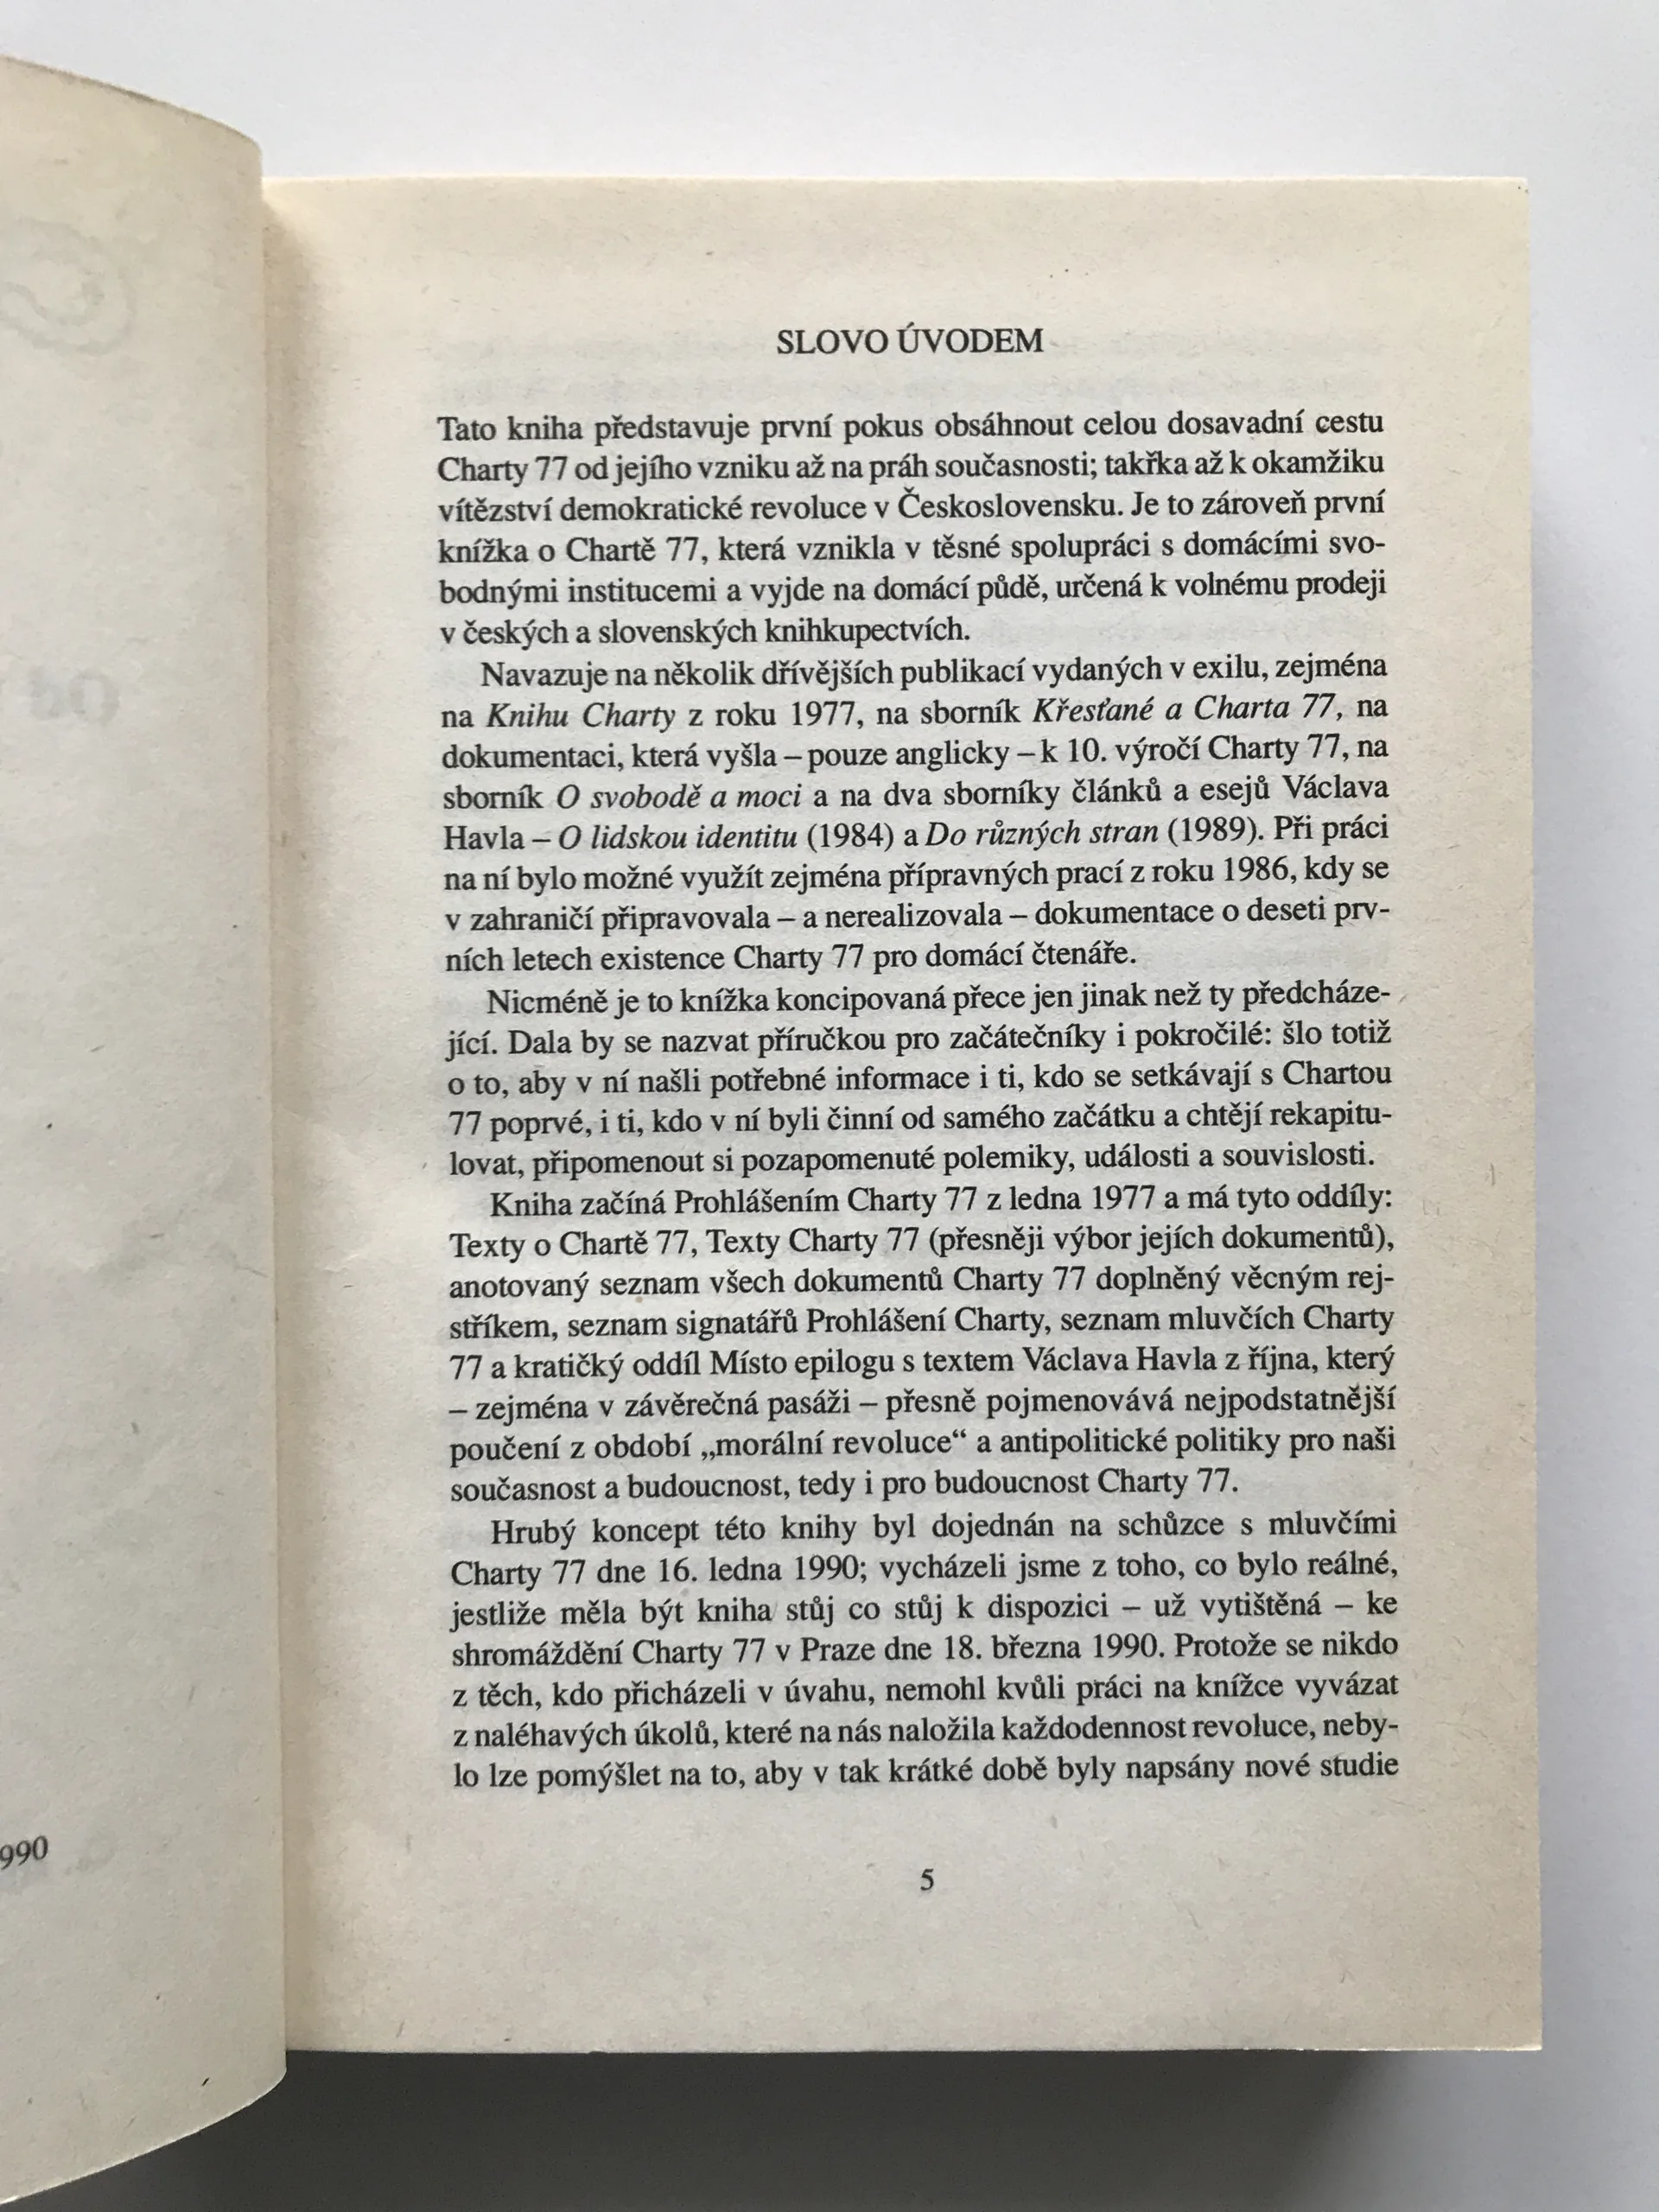 SLOVO ÚVODEM
Tato kniha představuje první pokus obsáhnout celou dosavadní cestu
Charty 77 od jejího vzniku až na práh současnosti; takřka až k okamžiku
vítězství demokratické revoluce v Československu. Je to zároveň první
knížka o Chartě 77, která vznikla v těsné spolupráci s domácími svo-
bodnými institucemi a vyjde na domácí půdě, určená k volnému prodeji
v českých a slovenských knihkupectvích.
Navazuje na několik dřívějších publikací vydaných v exilu, zejména
na Knihu Charty z roku 1977, na sborník Křesťané a Charta 77, na
dokumentaci, která vyšla – pouze anglicky – k 10. výročí Charty 77, na
sborník O svobodě a moci a na dva sborníky článků a esejů Václava
Havla – O lidskou identitu (1984) a Do různých stran (1989). Při práci
na ní bylo možné využít zejména přípravných prací z roku 1986, kdy se
v zahraničí připravovala – a nerealizovala – dokumentace o deseti prv-
ních letech existence Charty 77 pro domácí čtenáře.
Nicméně je to knížka koncipovaná přece jen jinak než ty předcháze-
jící. Dala by se nazvat příručkou pro začátečníky i pokročilé: šlo totiž
o to, aby v ní našli potřebné informace i ti, kdo se setkávají s Chartou
77 poprvé, i ti, kdo v ní byli činní od samého začátku a chtějí rekapitu-
lovat, připomenout si pozapomenuté polemiky, události a souvislosti.
Kniha začíná Prohlášením Charty 77 z ledna 1977 a má tyto oddíly:
Texty o Chartě 77, Texty Charty 77 (přesněji výbor jejích dokumentů),
anotovaný seznam všech dokumentů Charty 77 doplněný věcným rej-
stříkem, seznam signatářů Prohlášení Charty, seznam mluvčích Charty
77 a kratičký oddíl Místo epilogu s textem Václava Havla z října, který
– zejména v závěrečná pasáži – přesně pojmenovává nejpodstatnější
poučení z období „morální revoluce“ a antipolitické politiky pro naši
současnost a budoucnost, tedy i pro budoucnost Charty 77.
Hrubý koncept této knihy byl dojednán na schůzce s mluvčími
Charty 77 dne 16. ledna 1990; vycházeli jsme z toho, co bylo reálné,
jestliže měla být kniha stůj co stůj k dispozici – už vytištěná – ke
shromáždění Charty 77 v Praze dne 18. března 1990. Protože se nikdo
z těch, kdo přicházeli v úvahu, nemohl kvůli práci na knížce vyvázat
z naléhavých úkolů, které na nás naložila každodennost revoluce, neby-
lo lze pomýšlet na to, aby v tak krátké době byly napsány nové studie
5
990